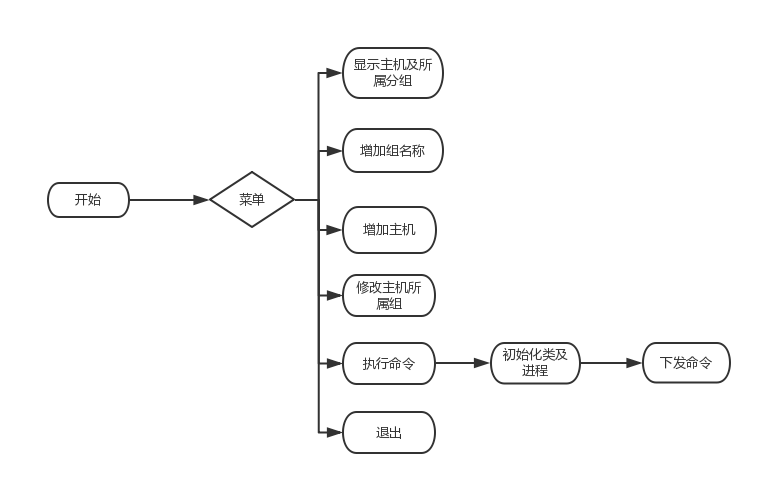 开始
菜单
显示主机及所
属分组
增加组名称
增加主机
修改主机所
属组
执行命令
初始化类及
进程
下发命令
退出